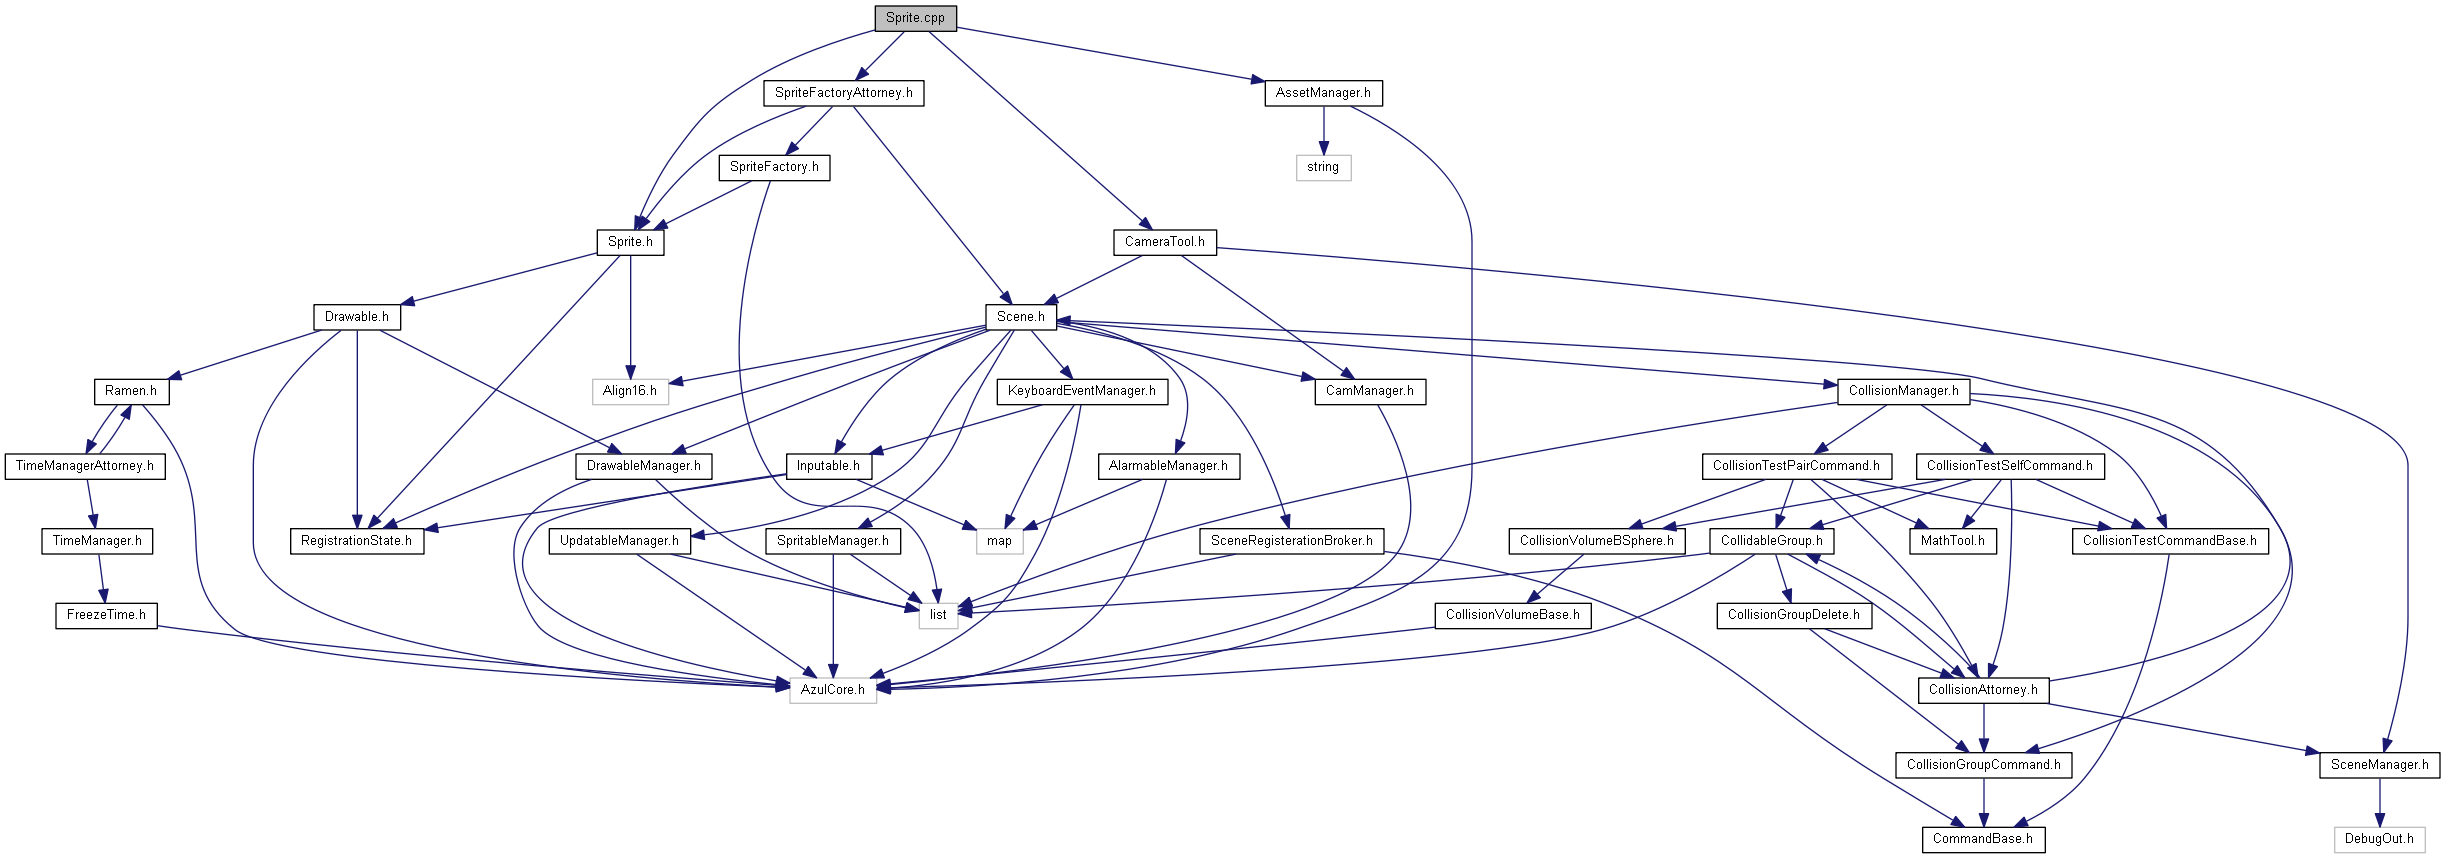 Sprite.cpp
SpriteFactoryAttorney.h
AssetManager.h
SpriteFactory.h
string
Sprite.h
CameraTool.h
Drawable.h
Scene.h
Ramen.h
Align16.h
KeyboardEventManager.h
CamManager.h
CollisionManager.h
TimeManagerAttorney.h
DrawableManager.h
Inputable.h
AlarmableManager.h
CollisionTestPairCommand.h
CollisionTestSelfCommand.h
TimeManager.h
RegistrationState.h
UpdatableManager.h
SpritableManager.h
map
SceneRegisterationBroker.h
CollisionVolumeBSphere.h
CollidableGroup.h
MathTool.h
CollisionTestCommandBase.h
FreezeTime.h
list
CollisionVolumeBase.h
CollisionGroupDelete.h
AzulCore.h
CollisionAttorney.h
CollisionGroupCommand.h
SceneManager.h
CommandBase.h
DebugOut.h